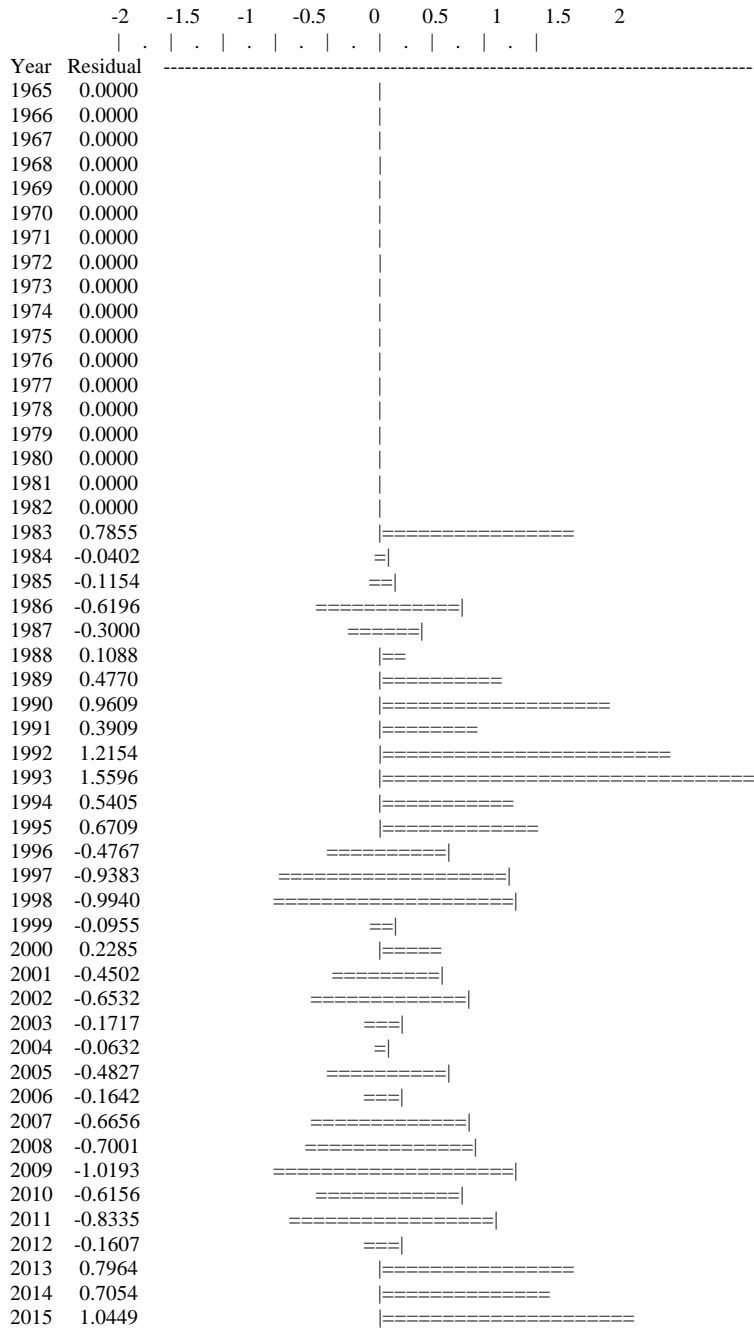 -2 -1.5 -1 -0.5 0 0.5 1 1.5 2
| . | . | . | . | . | . | . | . |
Year Residual ------------------------------------------------------------------------------------
1965 0.0000 |
1966 0.0000 |
1967 0.0000 |
1968 0.0000 |
1969 0.0000 |
1970 0.0000 |
1971 0.0000 |
1972 0.0000 |
1973 0.0000 |
1974 0.0000 |
1975 0.0000 |
1976 0.0000 |
1977 0.0000 |
1978 0.0000 |
1979 0.0000 |
1980 0.0000 |
1981 0.0000 |
1982 0.0000 |
1983 0.7855 |================
1984 -0.0402 =|
1985 -0.1154 ==|
1986 -0.6196 ============|
1987 -0.3000 ======|
1988 0.1088 |==
1989 0.4770 |==========
1990 0.9609 |===================
1991 0.3909 |========
1992 1.2154 |========================
1993 1.5596 |===============================
1994 0.5405 |===========
1995 0.6709 |=============
1996 -0.4767 ==========|
1997 -0.9383 ===================|
1998 -0.9940 ====================|
1999 -0.0955 ==|
2000 0.2285 |=====
2001 -0.4502 =========|
2002 -0.6532 =============|
2003 -0.1717 ===|
2004 -0.0632 =|
2005 -0.4827 ==========|
2006 -0.1642 ===|
2007 -0.6656 =============|
2008 -0.7001 ==============|
2009 -1.0193 ====================|
2010 -0.6156 ============|
2011 -0.8335 =================|
2012 -0.1607 ===|
2013 0.7964 |================
2014 0.7054 |==============
2015 1.0449 |=====================